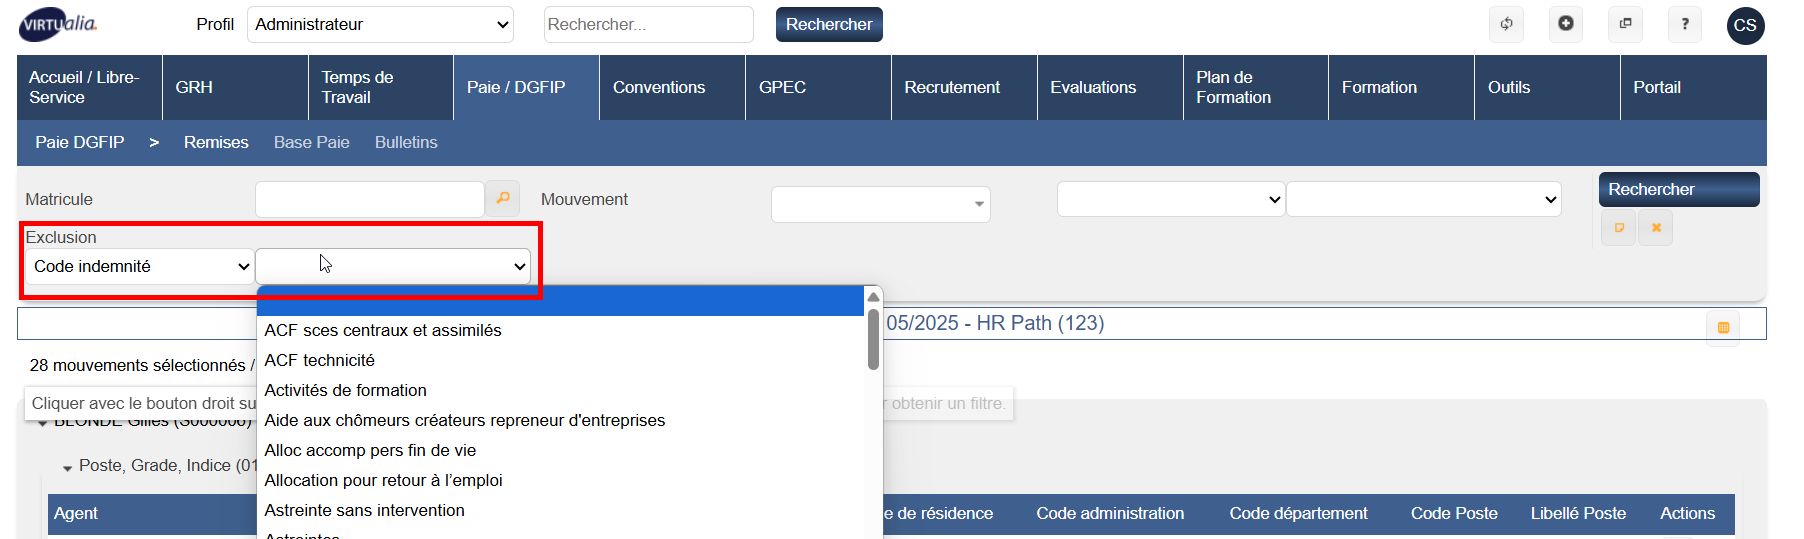 VIRTUalia.
Profil
Administrateur
Rechercher...
Rechercher
?
CS
Accueil / Libre-
Service
GRH
Temps de
Travail
Paie / DGFIP
Conventions
GPEC
Recrutement
Evaluations
Plan de
Formation
Formation
Outils
Portail
Paie DGFIP > Remises Base Paie Bulletins
Matricule
Mouvement
Rechercher
Exclusion
Code indemnité
ACF sces centraux et assimilés
ACF technicité
Activités de formation
Aide aux chômeurs créateurs repreneur d'entreprises
Alloc accomp pers fin de vie
Allocation pour retour à l’emploi
Astreinte sans intervention
05/2025 - HR Path (123)
28 mouvements sélectionnés /
Cliquer avec le bouton droit su
r obtenir un filtre.
BLONDE Gilles (S000006)
Poste, Grade, Indice (01
Agent
e de résidence
Code administration
Code département
Code Poste
Libellé Poste
Actions